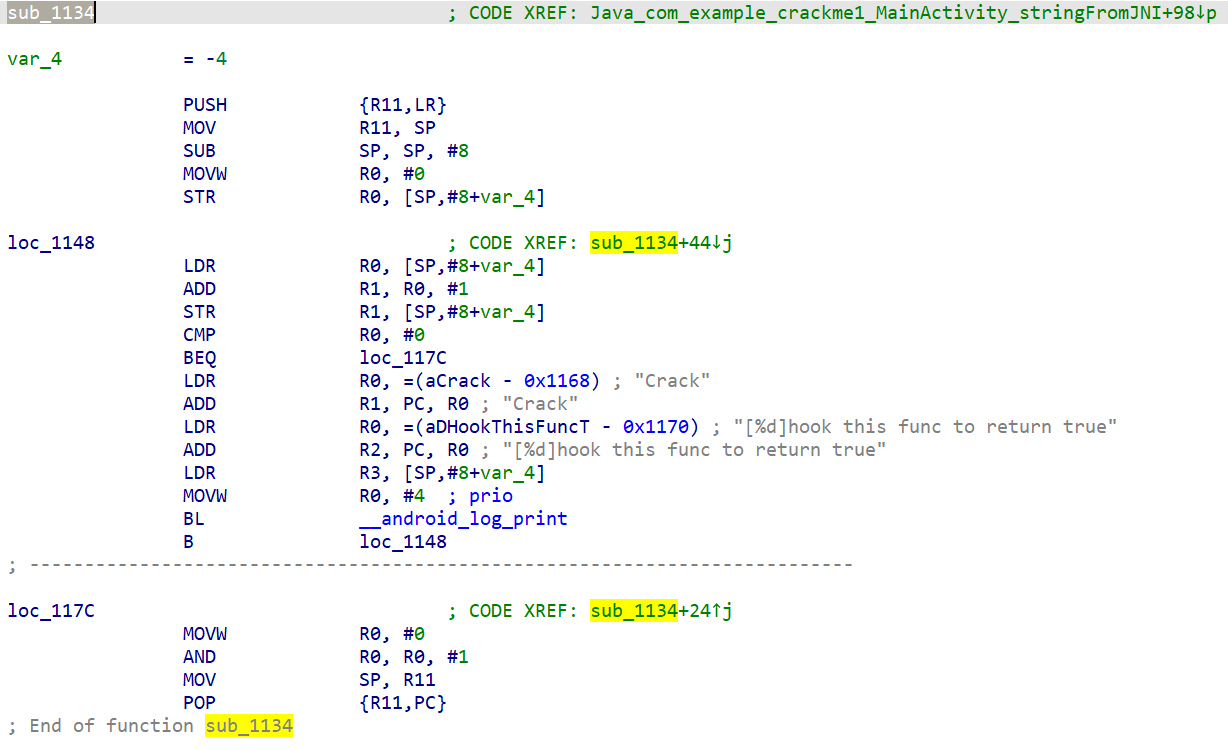 sub_1134 ; CODE XREF: Java_com_example_crackme1_MainActivity_stringFromJNI+98↓p
var_4 = -4
PUSH {R11,LR}
MOV R11, SP
SUB SP, SP, #8
MOVW R0, #0
STR R0, [SP,#8+var_4]
loc_1148 ; CODE XREF: sub_1134+44↓j
LDR R0, [SP,#8+var_4]
ADD R1, R0, #1
STR R1, [SP,#8+var_4]
CMP R0, #0
BEQ loc_117C
LDR R0, =(aCrack - 0x1168) ; "Crack"
ADD R1, PC, R0 ; "Crack"
LDR R0, =(aDHookThisFuncT - 0x1170) ; "[%d]hook this func to return true"
ADD R2, PC, R0 ; "[%d]hook this func to return true"
LDR R3, [SP,#8+var_4]
MOVW R0, #4 ; prio
BL __android_log_print
B loc_1148
; ---------------------------------------------------------------------------
loc_117C ; CODE XREF: sub_1134+24↑j
MOVW R0, #0
AND R0, R0, #1
MOV SP, R11
POP {R11,PC}
; End of function sub_1134